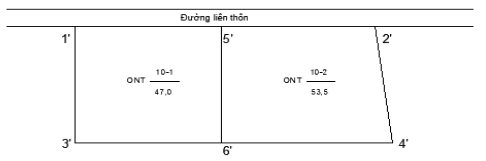 Đường liên thôn
1'
5'
2'
ONT 10-1
47,0
ONT 10-2
53,5
3'
6'
4'